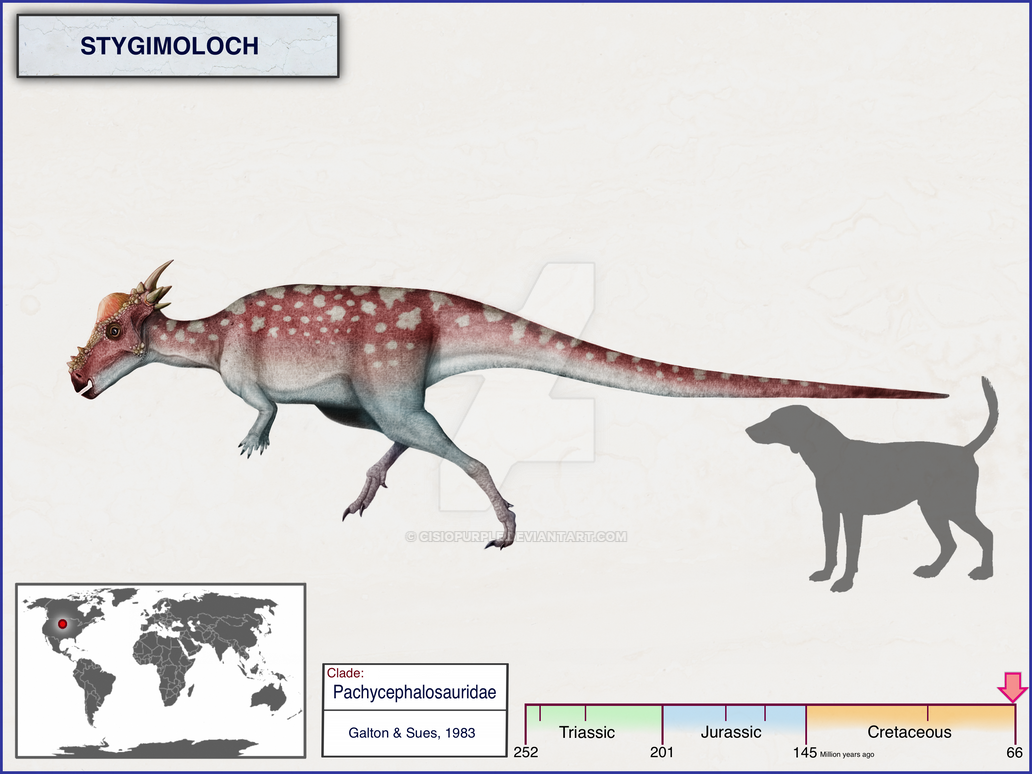 STYGIMOLOCH
© CISIOPURPLE.DEVIANTART.COM
Clade:
Pachycephalosauridae
Galton & Sues, 1983
Triassic Jurassic Cretaceous
252 201 145 Million years ago 66